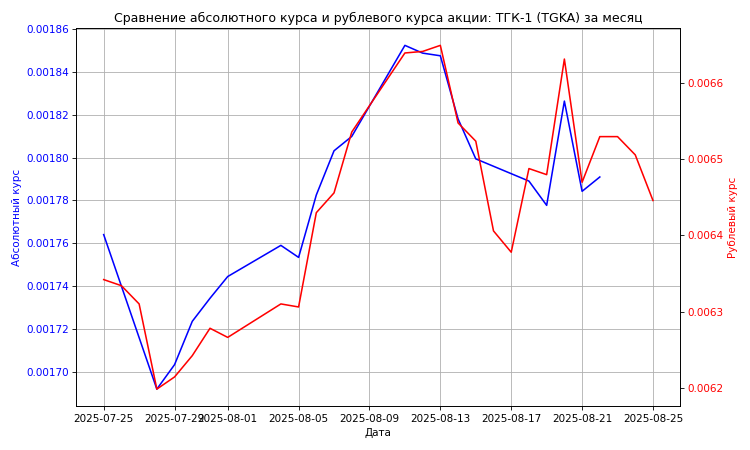 Сравнение абсолютного курса и рублевого курса акции: ТГК-1 (TGKA) за месяц
0.00186
0.00184
0.00182
0.00180
0.00178
0.00176
0.00174
0.00172
0.00170
Абсолютный курс
0.0066
0.0065
0.0064
0.0063
0.0062
Рублевый курс
2025-07-25 2025-07-29 2025-08-01 2025-08-05 2025-08-09 2025-08-13 2025-08-17 2025-08-21 2025-08-25
Дата